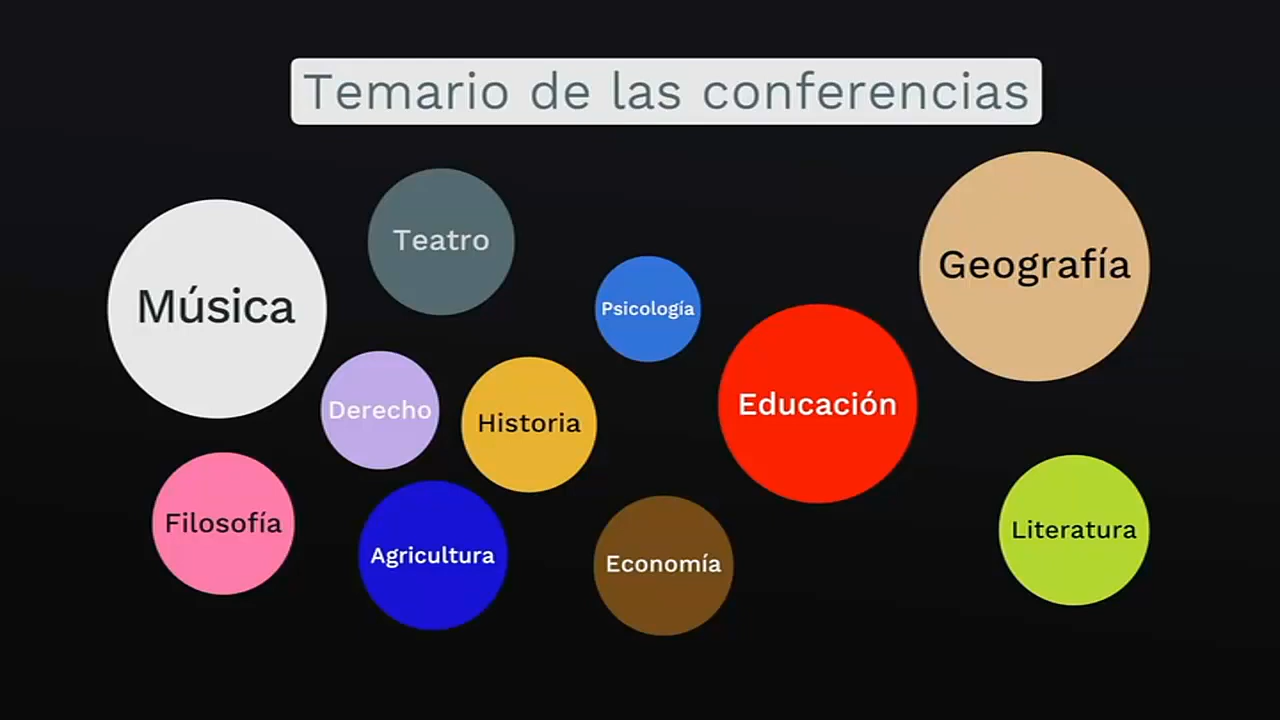 Temario de las conferencias
Teatro
Geografía
Música
Psicología
Educación
Derecho
Historia
Filosofía
Agricultura
Economía
Literatura